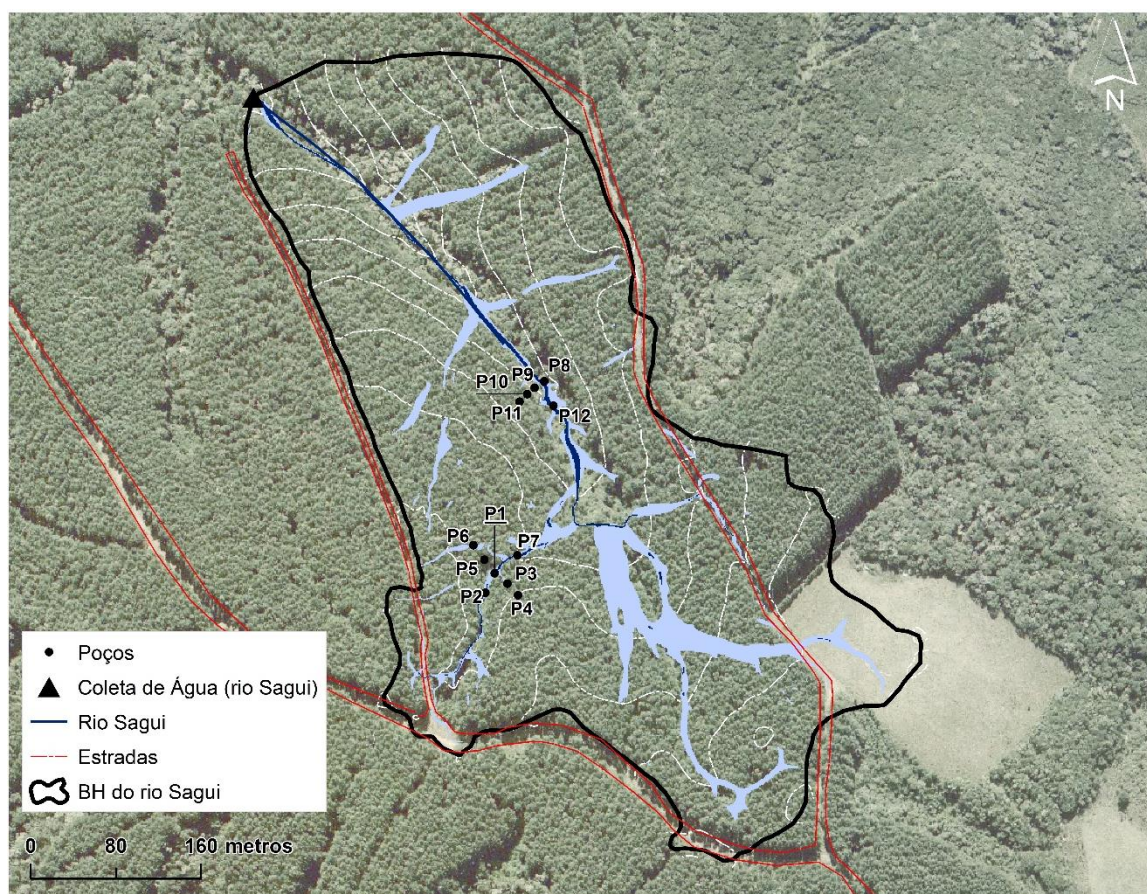 N
P8
P9
P10
P11
P12
P1
P6
P7
P5
P3
P2
P4
Poços
Coleta de Água (rio Sagui)
Rio Sagui
Estradas
BH do rio Sagui
0 80 160 metros